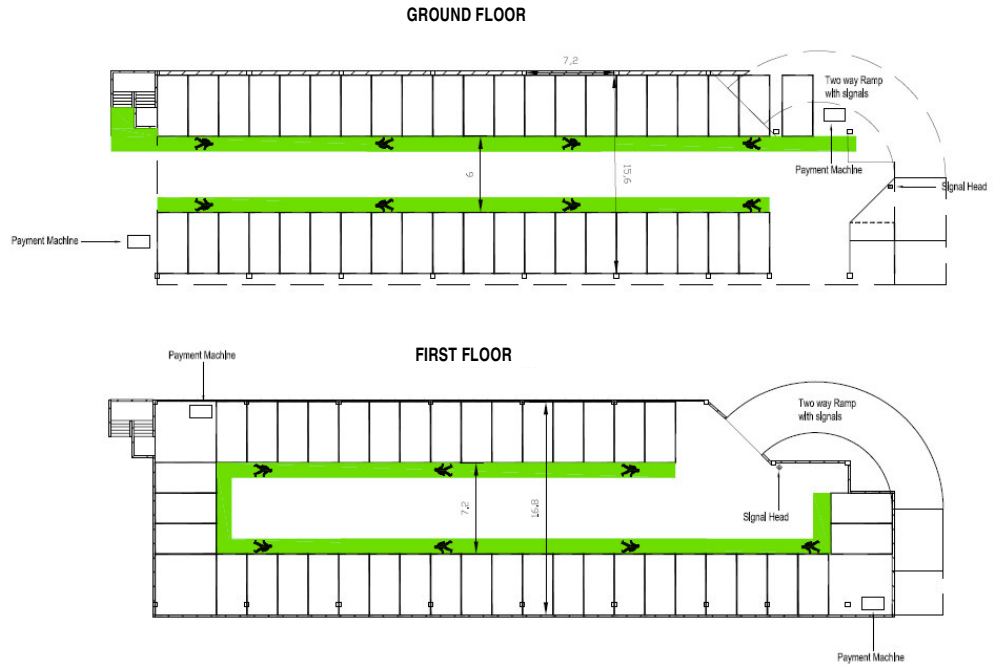 GROUND FLOOR
7,2
Two way Ramp
with signals
Payment Machine
6
15,6
Signal Head
Payment Machine
FIRST FLOOR
Payment Machine
Two way Ramp
with signals
7,2
16,8
Signal Head
Payment Machine